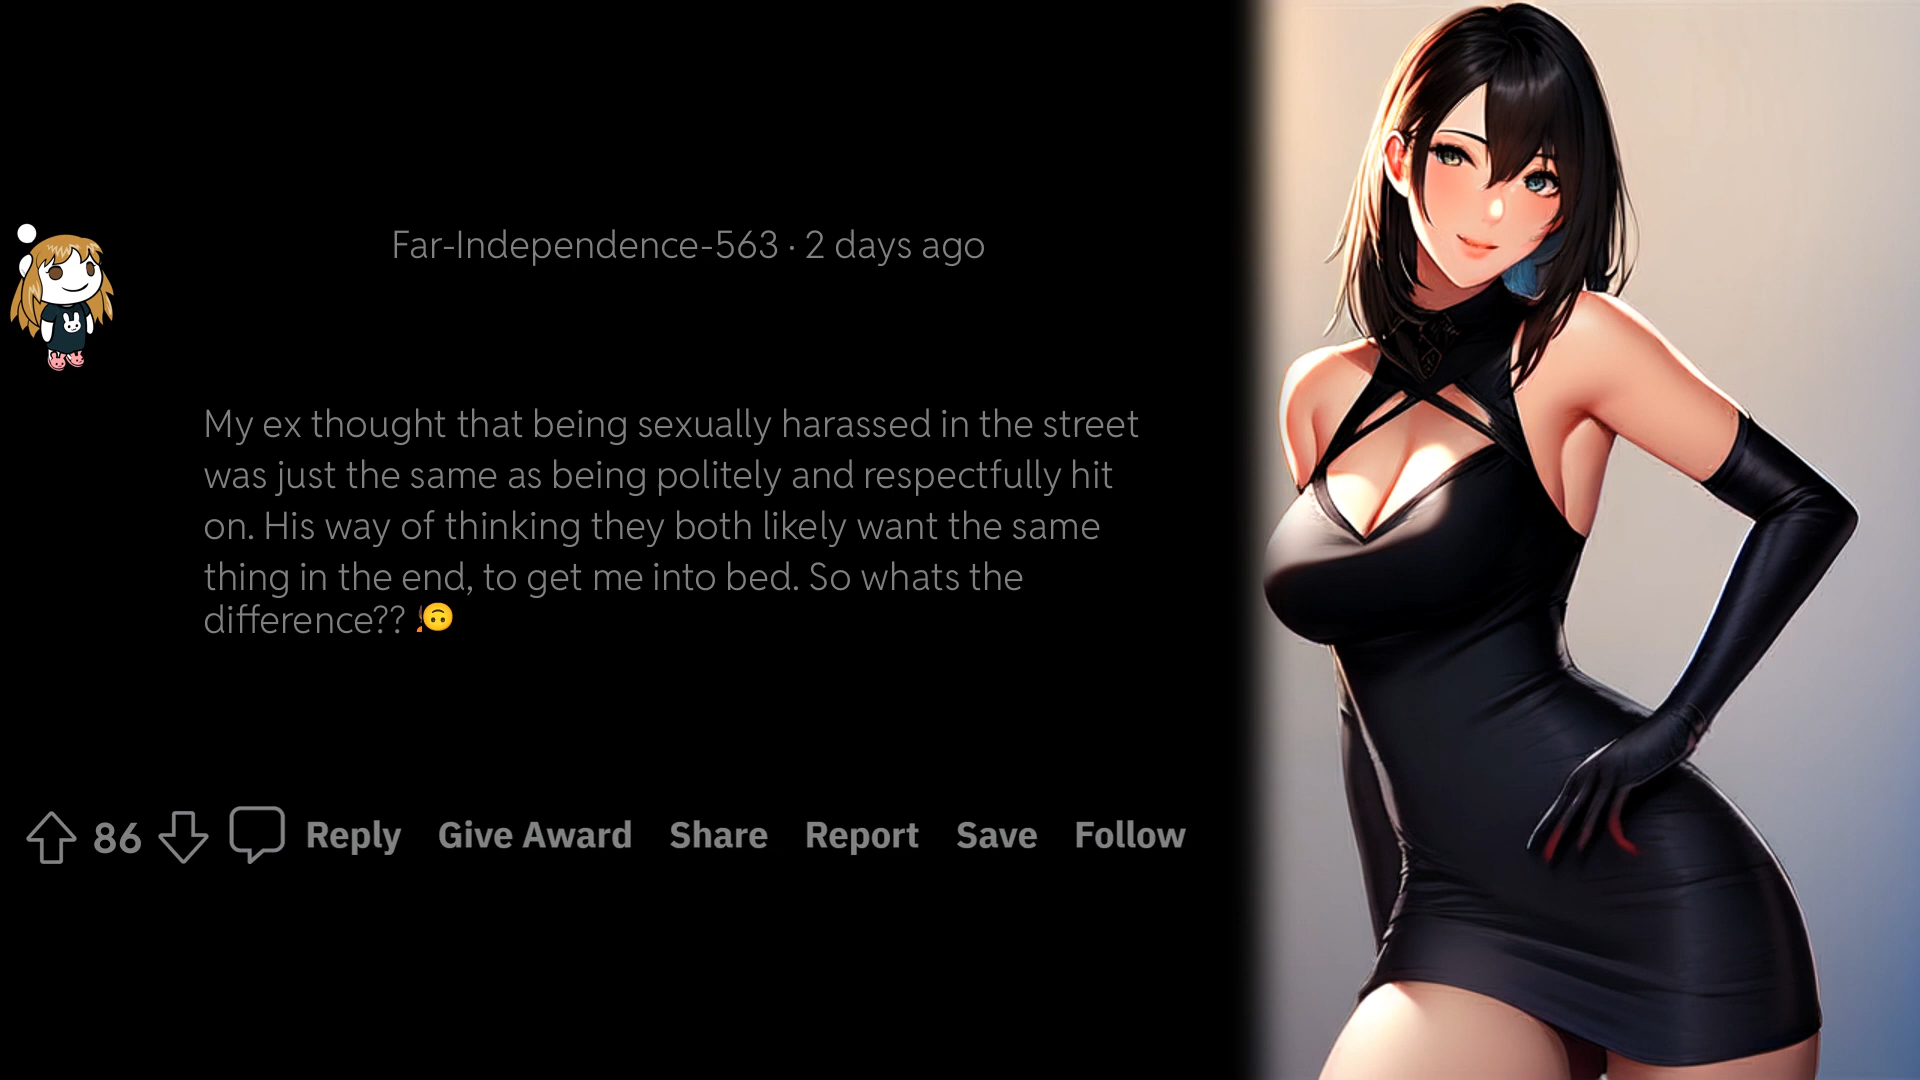 Far-Independence-563 · 2 days ago
My ex thought that being sexually harassed in the street
was just the same as being politely and respectfully hit
on. His way of thinking they both likely want the same
thing in the end, to get me into bed. So whats the
difference?? 🙃
86 Reply Give Award Share Report Save Follow